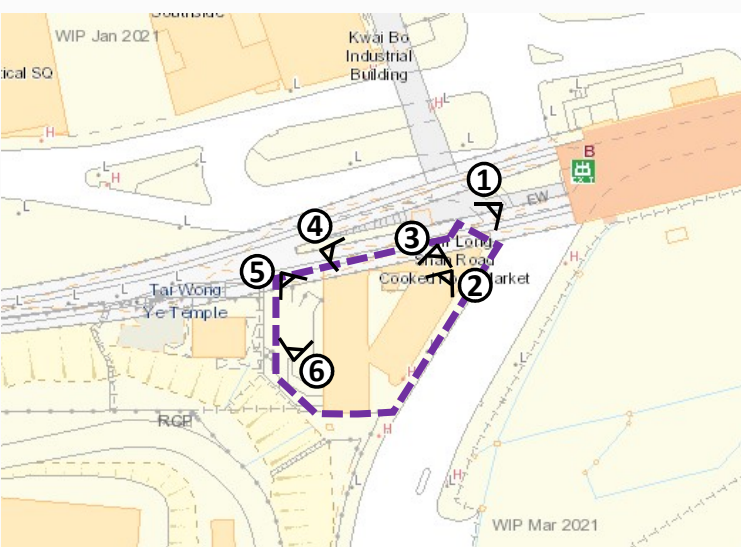 Southside
WIP Jan 2021
Kwai Bo
Industrial
Building
tical SQ
L
L
L
H
H
L
L
H
L
L
B
EXIT
①
FW
L
④
③
Long
Shan Road
Cooked Market
②
⑤
Tai Wong
Ye Temple
H
L
⑥
H
RCP
H
L
H
WIP Mar 2021